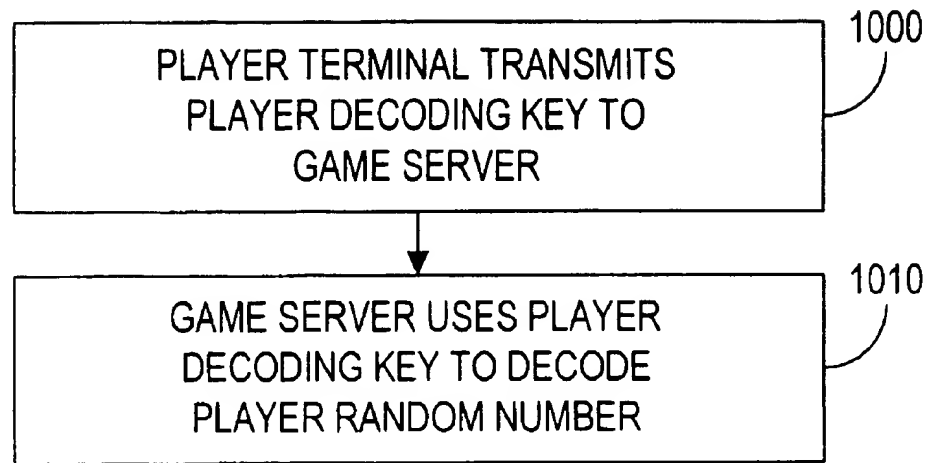 1000
PLAYER TERMINAL TRANSMITS
PLAYER DECODING KEY TO
GAME SERVER
1010
GAME SERVER USES PLAYER
DECODING KEY TO DECODE
PLAYER RANDOM NUMBER